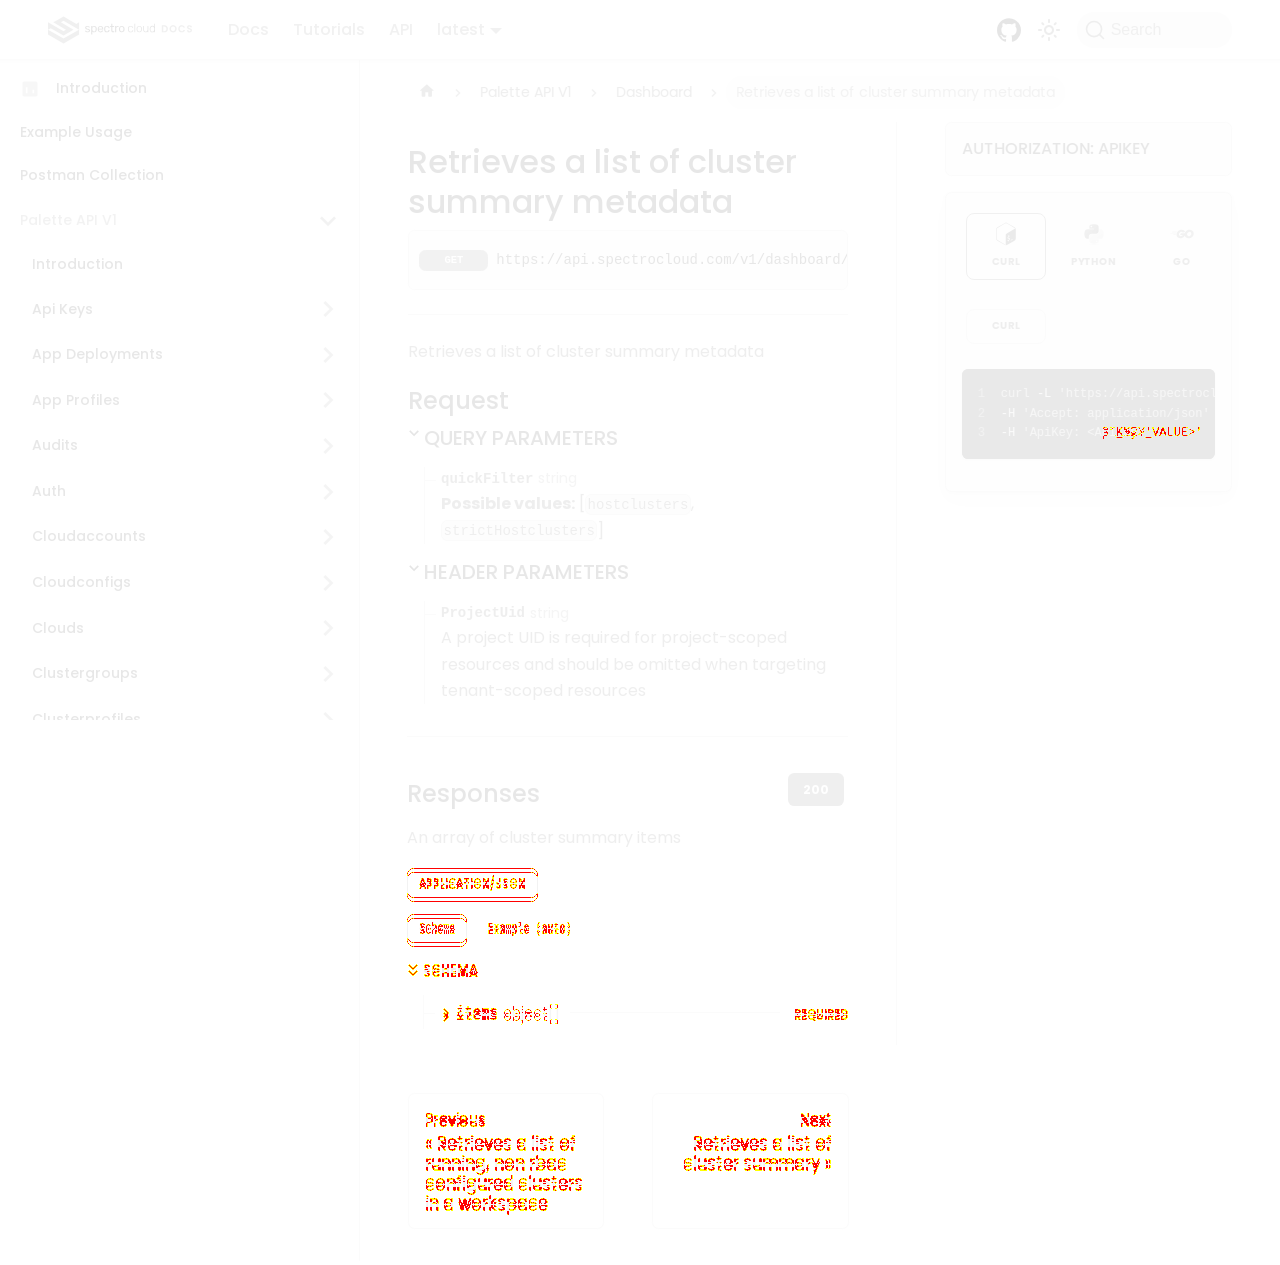 spectro cloud DOCS Docs Tutorials API latest Search
Introduction
Example Usage
Postman Collection
Palette API V1
Introduction
Api Keys
App Deployments
App Profiles
Audits
Auth
Cloudaccounts
Cloudconfigs
Clouds
Clustergroups
Clusterprofiles
Palette API V1 > Dashboard > Retrieves a list of cluster summary metadata
Retrieves a list of cluster
summary metadata
GET https://api.spectrocloud.com/v1/dashboard/
Retrieves a list of cluster summary metadata
Request
QUERY PARAMETERS
quickFilter string
Possible values: [hostclusters,
strictHostclusters]
HEADER PARAMETERS
ProjectUid string
A project UID is required for project-scoped
resources and should be omitted when targeting
tenant-scoped resources
Responses
200
An array of cluster summary items
APPLICATION/JSON
Schema Example (auto)
SCHEMA
items object[] REQUIRED
Previous
« Retrieves a list of
running, non rbac
configured clusters
in a workspace
Next
Retrieves a list of
cluster summary »
AUTHORIZATION: APIKEY
CURL PYTHON GO
CURL
1 curl -L 'https://api.spectrocl
2 -H 'Accept: application/json'
3 -H 'ApiKey: VALUE>'